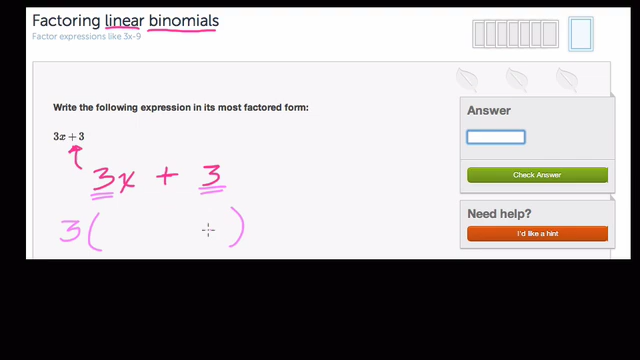 Factoring linear binomials
Factor expressions like 3x-9
Write the following expression in its most factored form:
3x + 3
3x + 3
3( )
Answer
Check Answer
Need help?
I'd like a hint